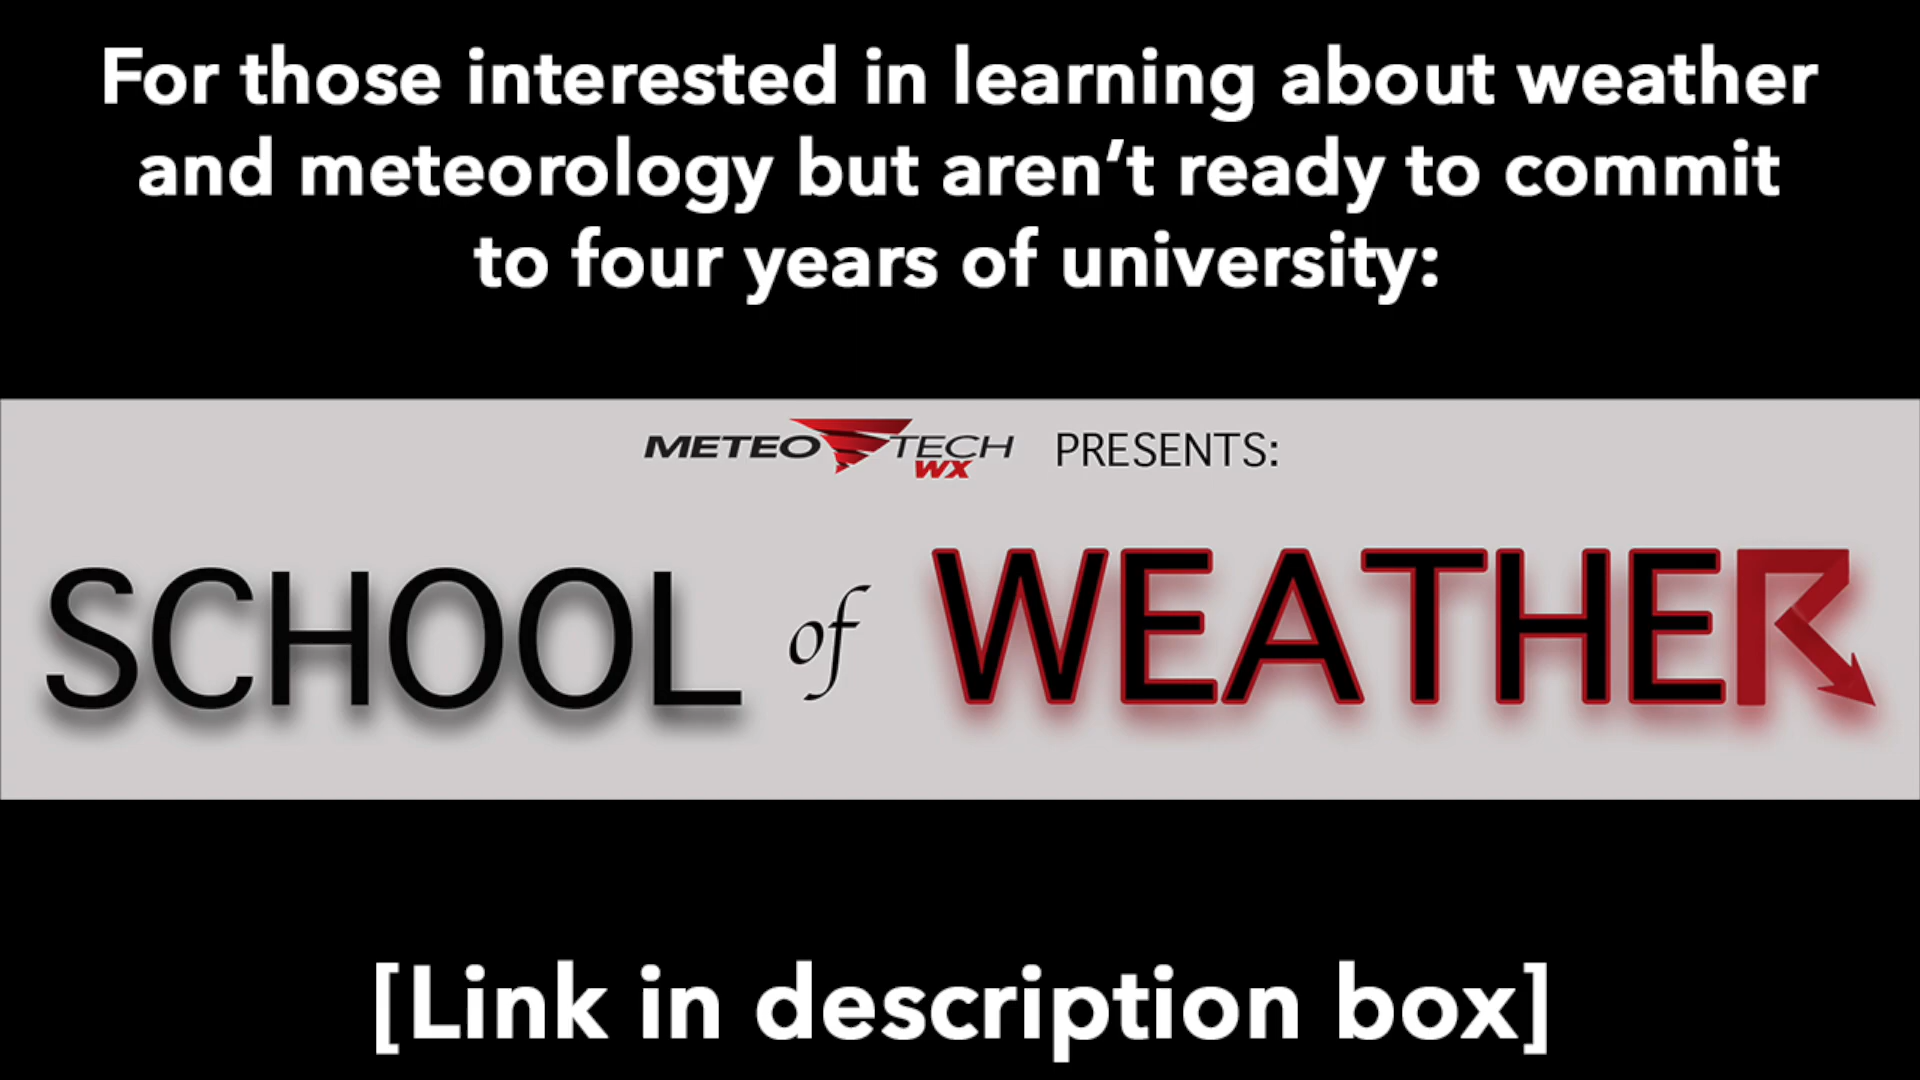 For those interested in learning about weather
and meteorology but aren’t ready to commit
to four years of university:
METEO TECH WX PRESENTS:
SCHOOL of WEATHER
[Link in description box]